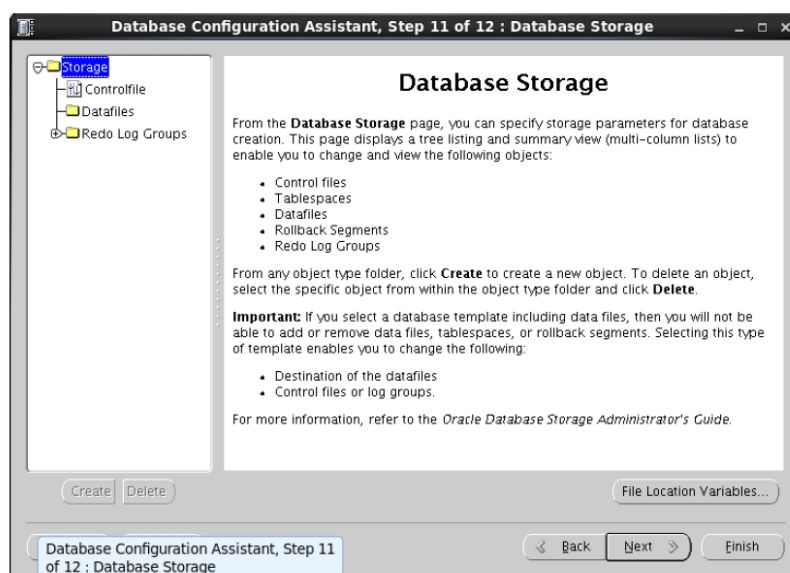 Database Configuration Assistant, Step 11 of 12 : Database Storage
Storage
Controlfile
Datafiles
Redo Log Groups
Database Storage
From the Database Storage page, you can specify storage parameters for database
creation. This page displays a tree listing and summary view (multi-column lists) to
enable you to change and view the following objects:
• Control files
• Tablespaces
• Datafiles
• Rollback Segments
• Redo Log Groups
From any object type folder, click Create to create a new object. To delete an object,
select the specific object from within the object type folder and click Delete.
Important: If you select a database template including data files, then you will not be
able to add or remove data files, tablespaces, or rollback segments. Selecting this type
of template enables you to change the following:
• Destination of the datafiles
• Control files or log groups.
For more information, refer to the Oracle Database Storage Administrator's Guide.
Create Delete
File Location Variables...
Back Next Finish
Database Configuration Assistant, Step 11
of 12 : Database Storage